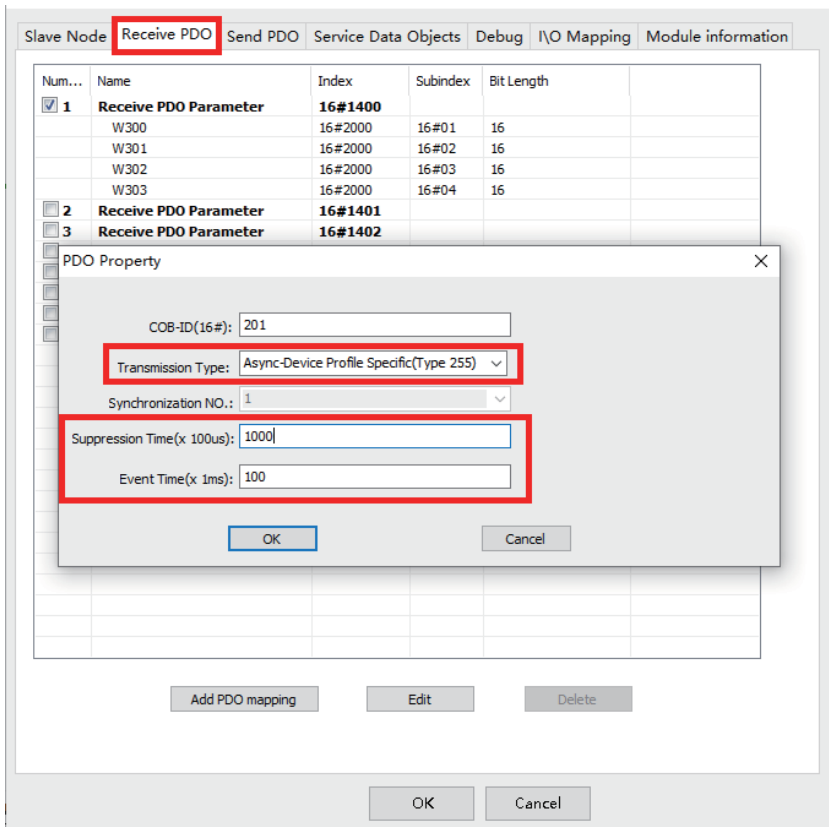 Slave Node Receive PDO Send PDO Service Data Objects Debug I\O Mapping Module information
Num... Name Index Subindex Bit Length
1 Receive PDO Parameter 16#1400
W300 16#2000 16#01 16
W301 16#2000 16#02 16
W302 16#2000 16#03 16
W303 16#2000 16#04 16
2 Receive PDO Parameter 16#1401
3 Receive PDO Parameter 16#1402
PDO Property
COB-ID(16#): 201
Transmission Type: Async-Device Profile Specific(Type 255)
Synchronization NO.: 1
Suppression Time(x 100us): 1000
Event Time(x 1ms): 100
OK Cancel
Add PDO mapping Edit Delete
OK Cancel